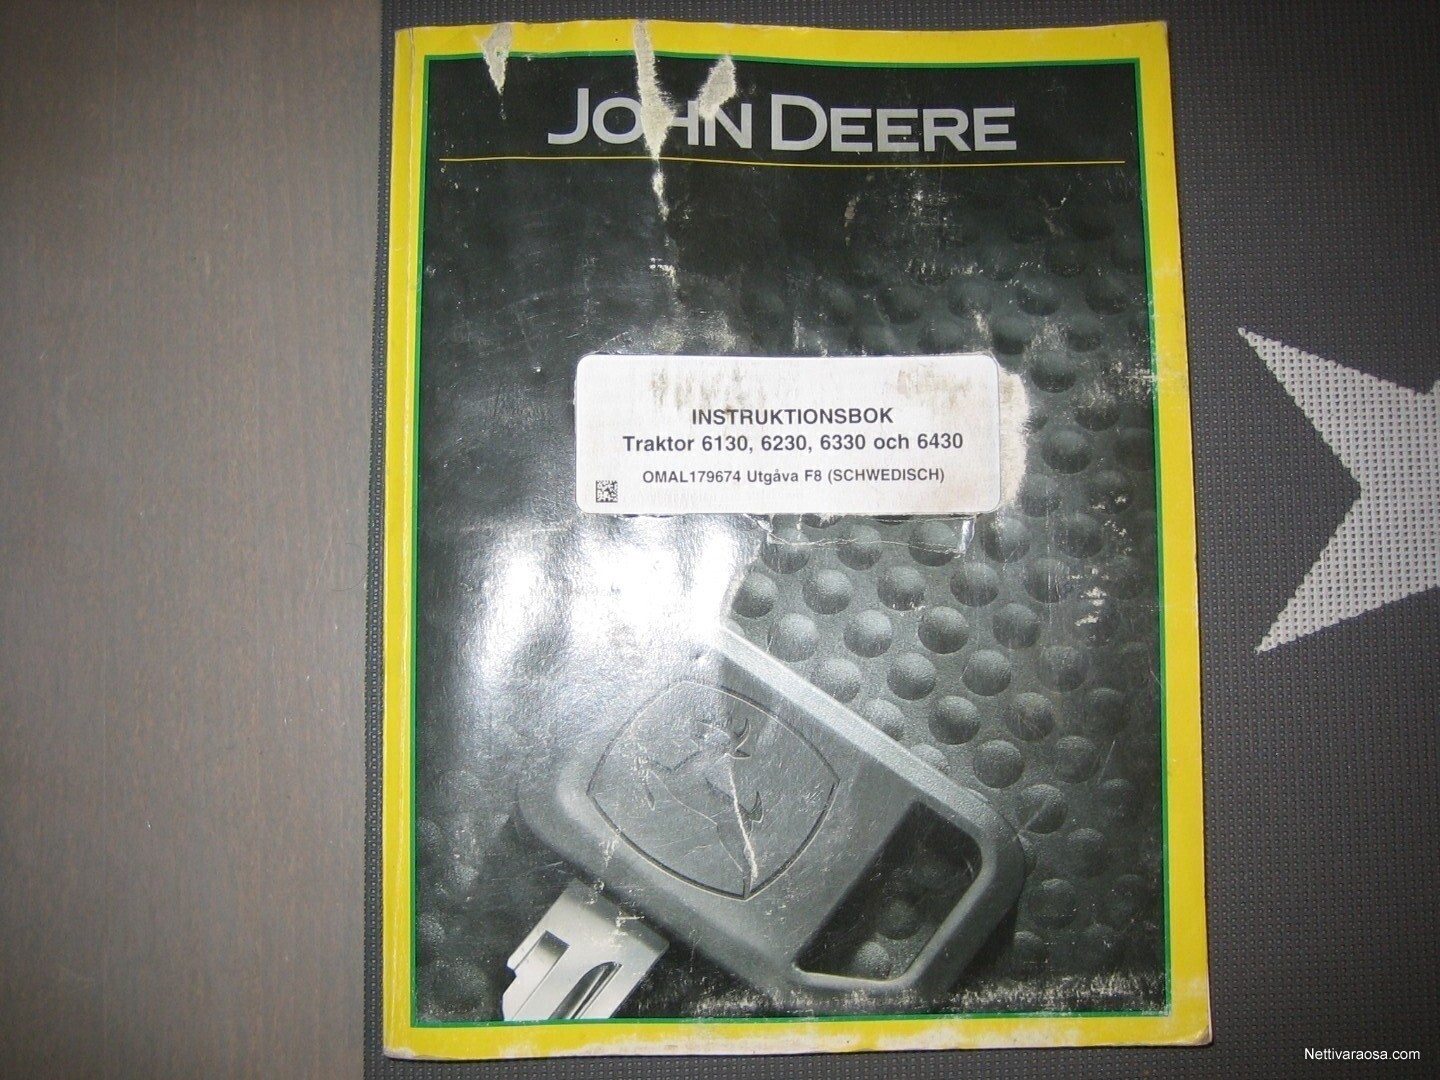 JOHN DEERE
INSTRUKTIONSBOK
Traktor 6130, 6230, 6330 och 6430
OMAL179674 Utgåva F8 (SCHWEDISCH)
Nettivaraosa.com